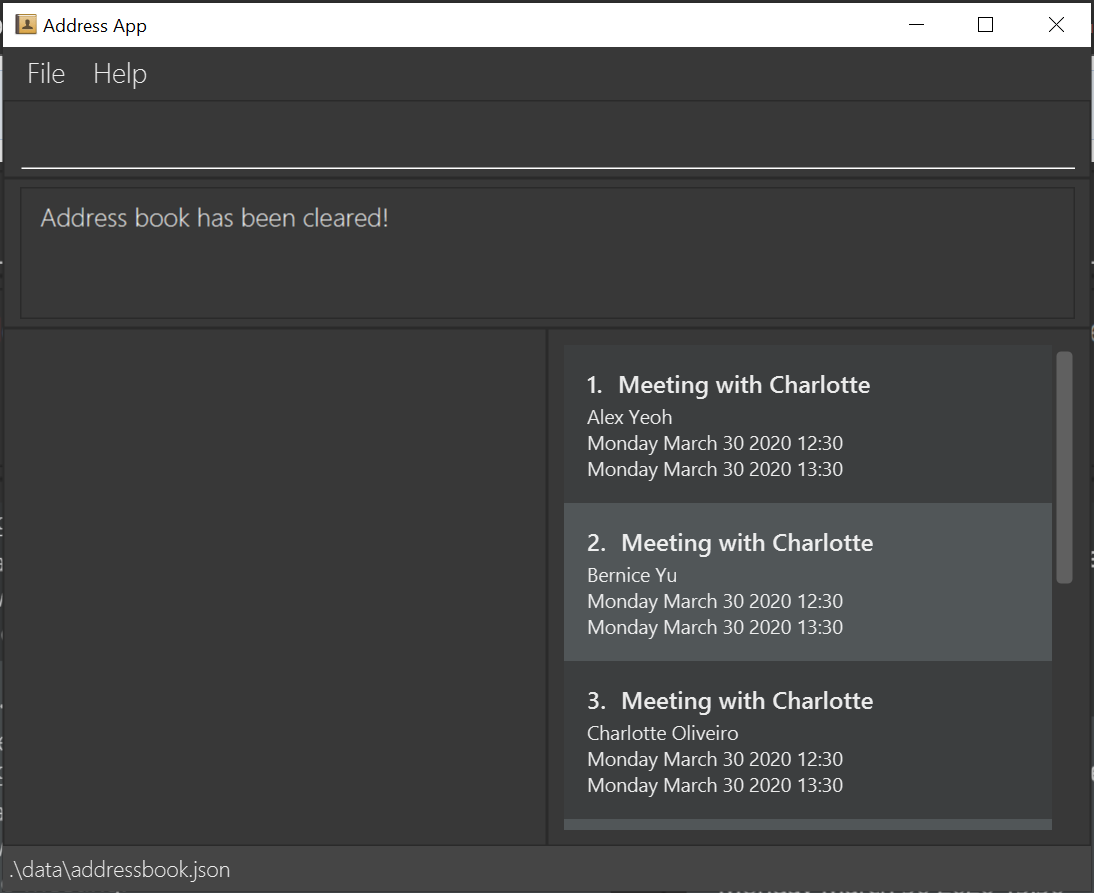 Address App
File Help
Address book has been cleared!
1. Meeting with Charlotte
Alex Yeoh
Monday March 30 2020 12:30
Monday March 30 2020 13:30
2. Meeting with Charlotte
Bernice Yu
Monday March 30 2020 12:30
Monday March 30 2020 13:30
3. Meeting with Charlotte
Charlotte Oliveiro
Monday March 30 2020 12:30
Monday March 30 2020 13:30
.\data\addressbook.json